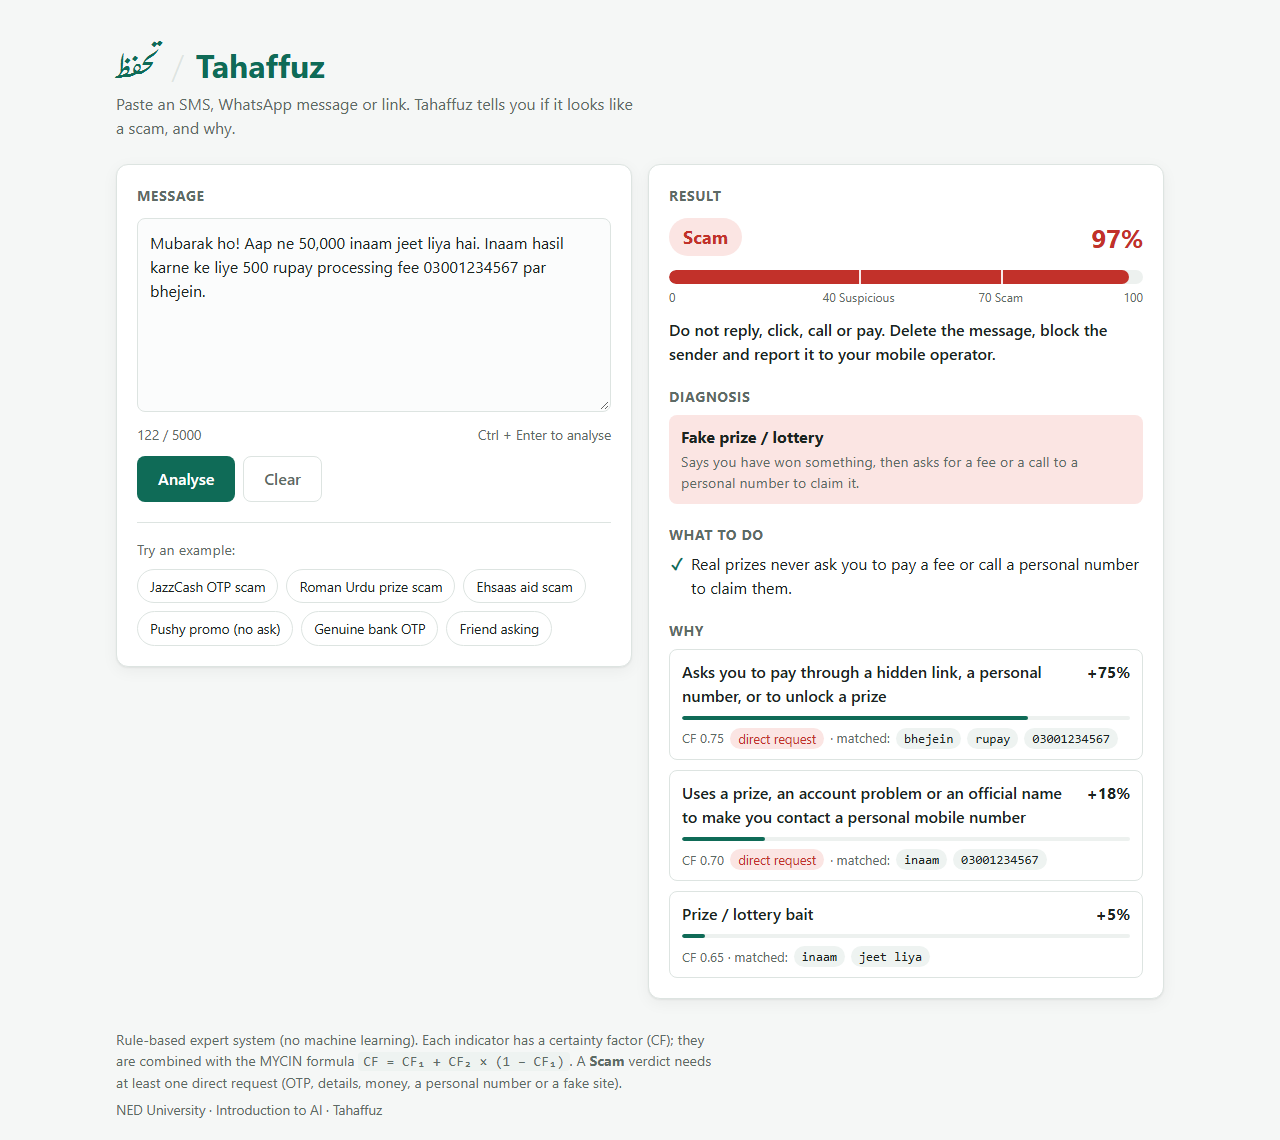 تحفظ / Tahaffuz
Paste an SMS, WhatsApp message or link. Tahaffuz tells you if it looks like
a scam, and why.
MESSAGE
Mubarak ho! Aap ne 50,000 inaam jeet liya hai. Inaam hasil
karne ke liye 500 rupay processing fee 03001234567 par
bhejein.
122 / 5000
Ctrl + Enter to analyse
Analyse
Clear
Try an example:
JazzCash OTP scam
Roman Urdu prize scam
Ehsaas aid scam
Pushy promo (no ask)
Genuine bank OTP
Friend asking
RESULT
Scam
97%
0
40 Suspicious
70 Scam
100
Do not reply, click, call or pay. Delete the message, block the
sender and report it to your mobile operator.
DIAGNOSIS
Fake prize / lottery
Says you have won something, then asks for a fee or a call to a
personal number to claim it.
WHAT TO DO
✓ Real prizes never ask you to pay a fee or call a personal number
to claim them.
WHY
Asks you to pay through a hidden link, a personal
number, or to unlock a prize
+75%
CF 0.75 direct request · matched: bhejein rupay 03001234567
Uses a prize, an account problem or an official name
to make you contact a personal mobile number
+18%
CF 0.70 direct request · matched: inaam 03001234567
Prize / lottery bait
+5%
CF 0.65 · matched: inaam jeet liya
Rule-based expert system (no machine learning). Each indicator has a certainty factor (CF); they
are combined with the MYCIN formula CF = CF₁ + CF₂ × (1 − CF₁). A Scam verdict needs
at least one direct request (OTP, details, money, a personal number or a fake site).
NED University · Introduction to AI · Tahaffuz